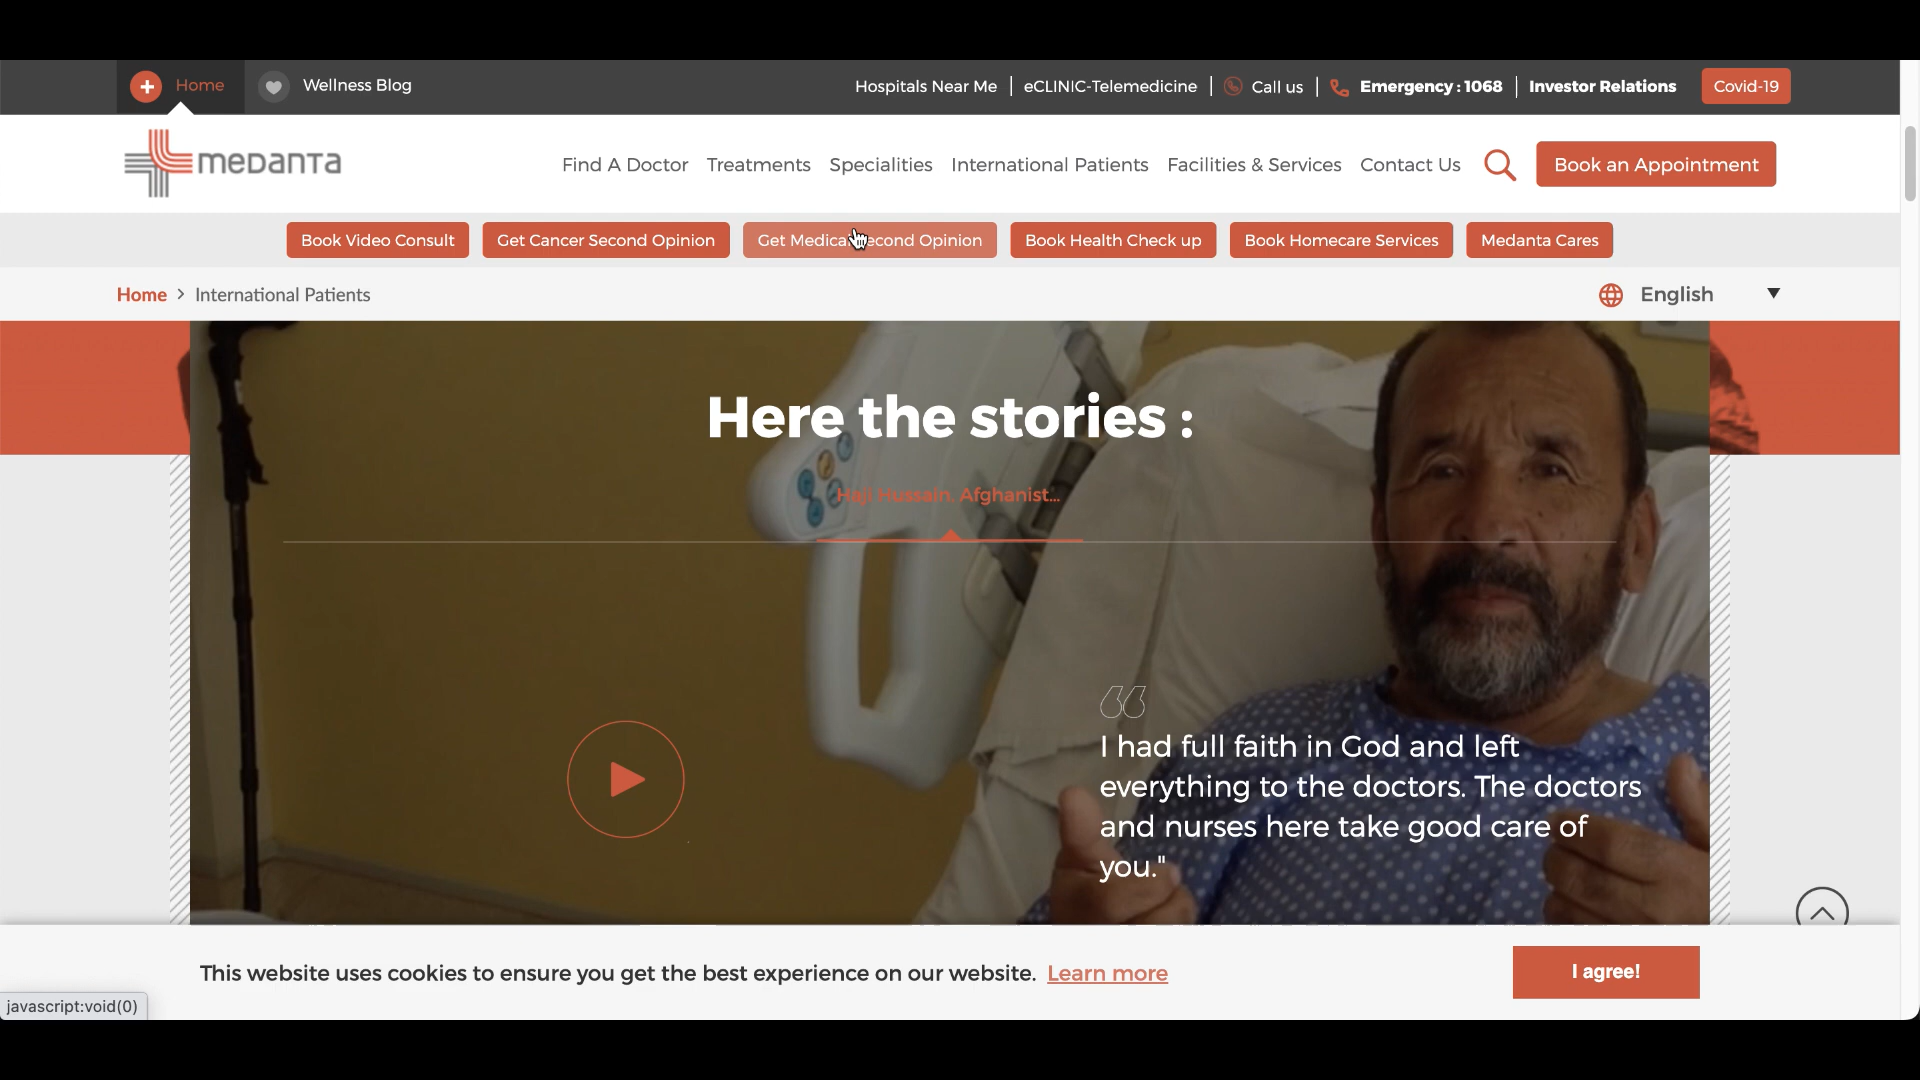 Home
Wellness Blog
Hospitals Near Me
eCLINIC-Telemedicine
Call us
Emergency : 1068
Investor Relations
Covid-19
medanta
Find A Doctor
Treatments
Specialities
International Patients
Facilities & Services
Contact Us
Book an Appointment
Book Video Consult
Get Cancer Second Opinion
Get Medical Second Opinion
Book Health Check up
Book Homecare Services
Medanta Cares
Home > International Patients
English
Here the stories :
Haji Hussain, Afghanist...
I had full faith in God and left
everything to the doctors. The doctors
and nurses here take good care of
you."
This website uses cookies to ensure you get the best experience on our website. Learn more
I agree!
javascript:void(0)